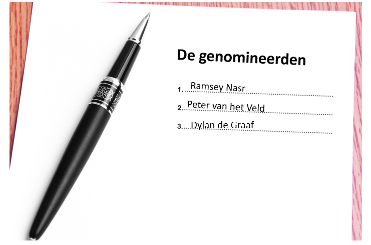 De genomineerden
1. Ramsey Nasr
2. Peter van het Veld
3. Dylan de Graaf